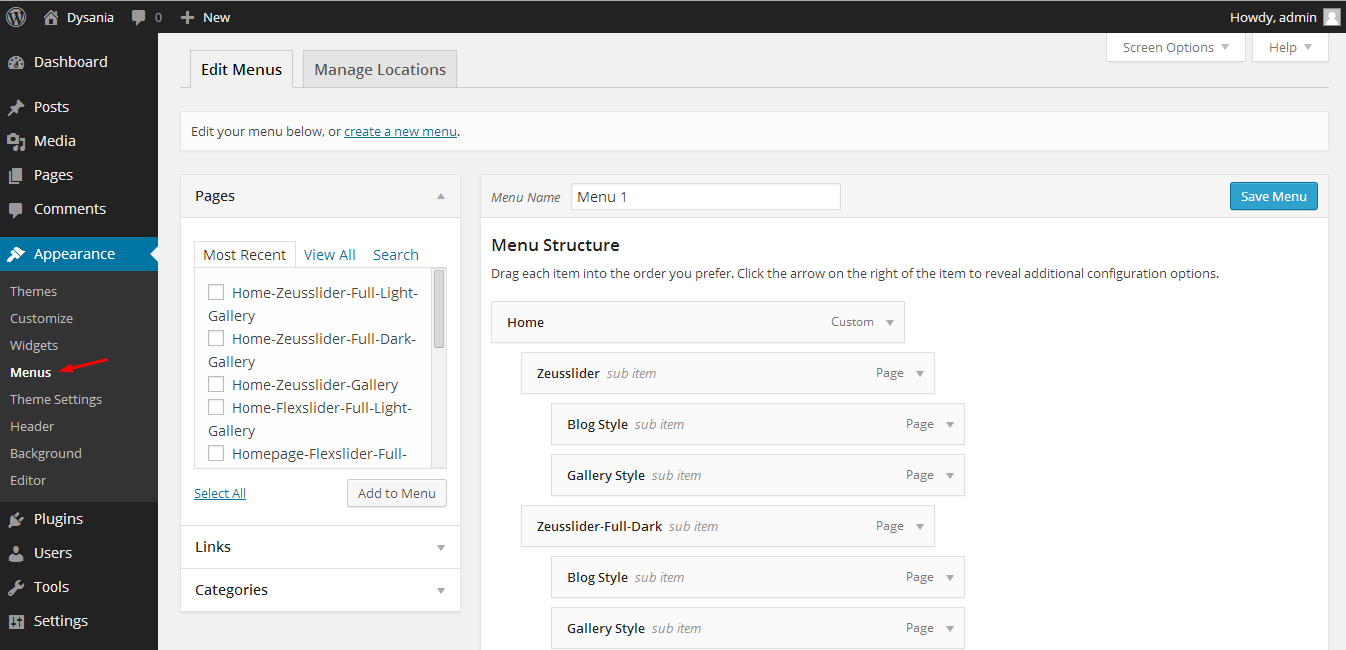 Dysania 0 New Howdy, admin
Dashboard
Posts
Media
Pages
Comments
Appearance
Themes
Customize
Widgets
Menus
Theme Settings
Header
Background
Editor
Plugins
Users
Tools
Settings
Screen Options Help
Edit Menus Manage Locations
Edit your menu below, or create a new menu.
Pages
Most Recent View All Search
Home-Zeusslider-Full-Light-
Gallery
Home-Zeusslider-Full-Dark-
Gallery
Home-Zeusslider-Gallery
Home-Flexslider-Full-Light-
Gallery
Homepage-Flexslider-Full-
Select All Add to Menu
Links
Categories
Menu Name Menu 1 Save Menu
Menu Structure
Drag each item into the order you prefer. Click the arrow on the right of the item to reveal additional configuration options.
Home Custom
Zeusslider sub item Page
Blog Style sub item Page
Gallery Style sub item Page
Zeusslider-Full-Dark sub item Page
Blog Style sub item Page
Gallery Style sub item Page